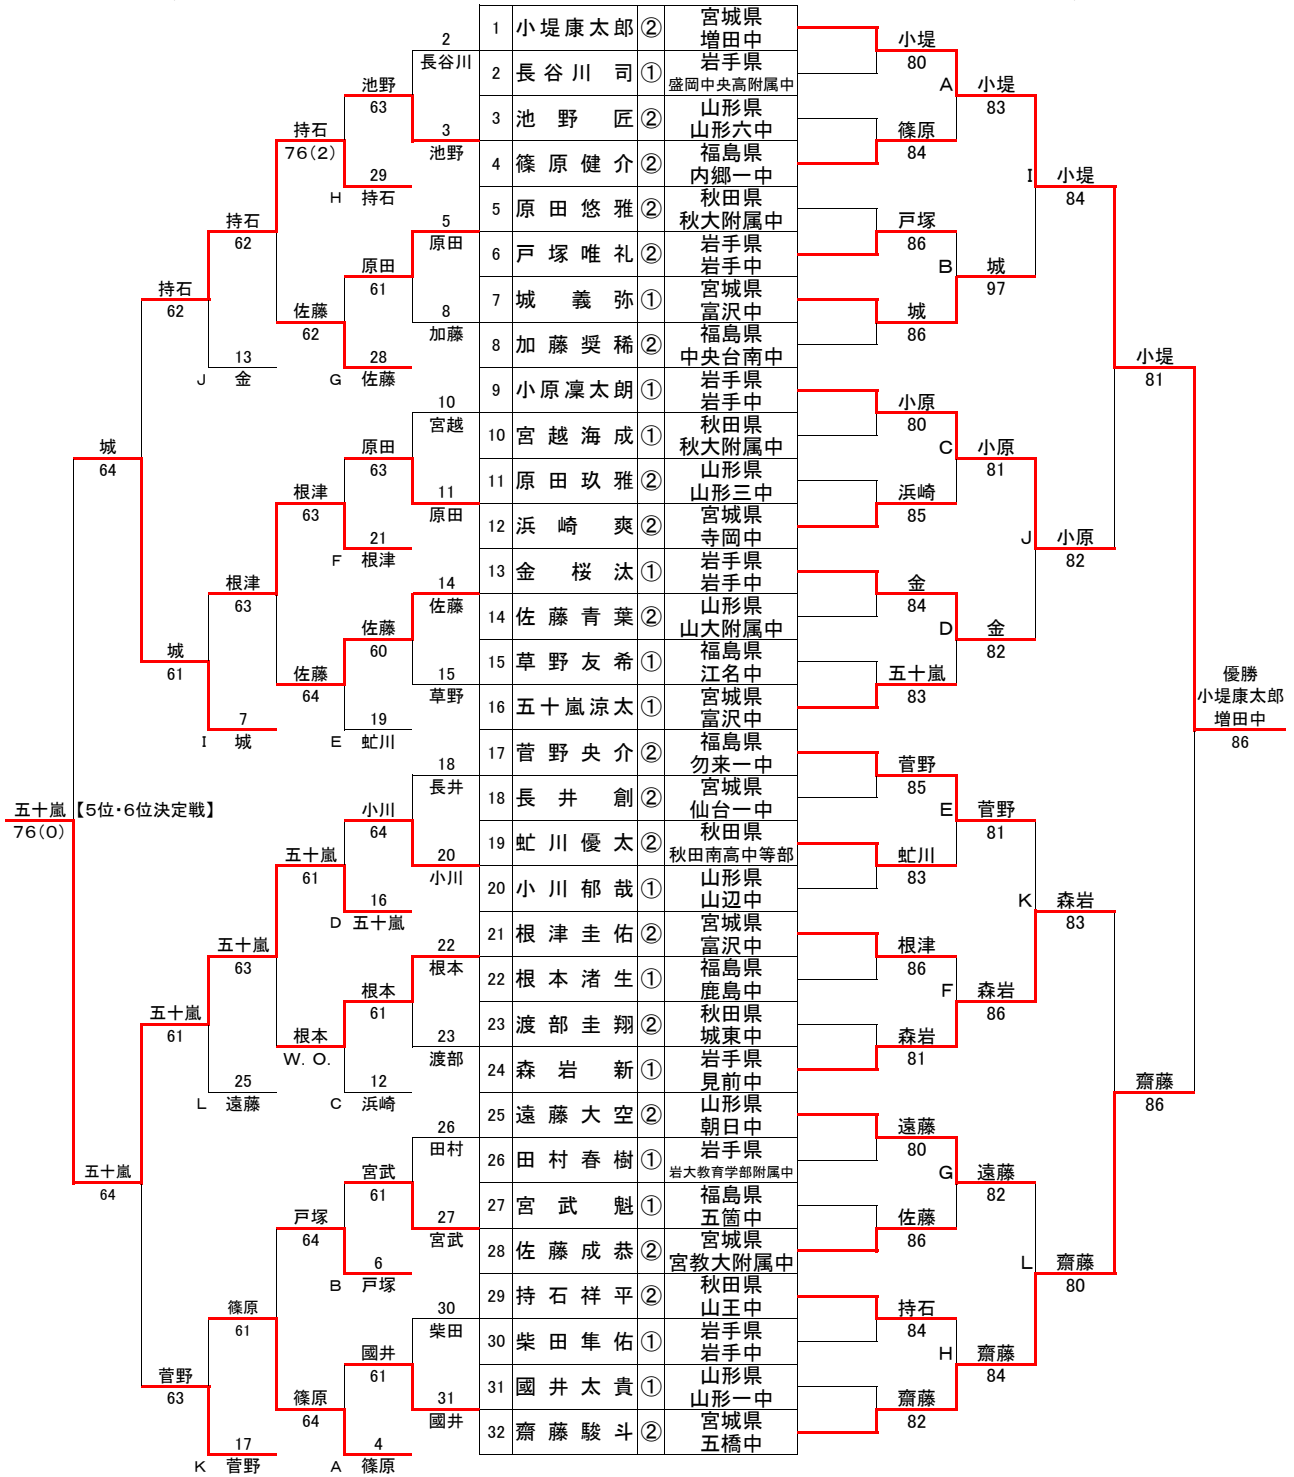 1 小堤康太郎 ② 宮城県 増田中
2 長谷川 司 ① 岩手県 盛岡中央高附属中
3 池野 匠 ② 山形県 山形六中
4 篠原健介 ② 福島県 内郷一中
5 原田悠雅 ② 秋田県 秋大附属中
6 戸塚唯礼 ② 岩手県 岩手中
7 城 義弥 ① 宮城県 富沢中
8 加藤奨稀 ② 福島県 中央台南中
9 小原凜太朗 ① 岩手県 岩手中
10 宮越海成 ① 秋田県 秋大附属中
11 原田玖雅 ② 山形県 山形三中
12 浜崎 爽 ② 宮城県 寺岡中
13 金 桜汰 ① 岩手県 岩手中
14 佐藤青葉 ② 山形県 山大附属中
15 草野友希 ① 福島県 江名中
16 五十嵐涼太 ① 宮城県 富沢中
17 菅野央介 ② 福島県 勿来一中
18 長井 創 ② 宮城県 仙台一中
19 虻川優太 ② 秋田県 秋田南高中等部
20 小川郁哉 ① 山形県 山辺中
21 根津圭佑 ② 宮城県 富沢中
22 根本渚生 ① 福島県 鹿島中
23 渡部圭翔 ② 秋田県 城東中
24 森岩 新 ① 岩手県 見前中
25 遠藤大空 ② 山形県 朝日中
26 田村春樹 ① 岩手県 岩大教育学部附属中
27 宮武 魁 ① 福島県 五箇中
28 佐藤成恭 ② 宮城県 宮教大附属中
29 持石祥平 ② 秋田県 山王中
30 柴田隼佑 ① 岩手県 岩手中
31 國井太貴 ① 山形県 山形一中
32 齋藤駿斗 ② 宮城県 五橋中
小堤 80
篠原 84
戸塚 86
城 86
小原 80
浜崎 85
金 84
五十嵐 83
菅野 85
虻川 83
根津 86
森岩 81
遠藤 80
佐藤 86
持石 84
齋藤 82
A 小堤 83
B 城 97
C 小原 81
D 金 82
E 菅野 81
F 森岩 86
G 遠藤 82
H 齋藤 84
I 小堤 84
J 小原 82
K 森岩 83
L 齋藤 80
小堤 81
齋藤 86
優勝
小堤康太郎
増田中
86
2 長谷川
3 池野
5 原田
8 加藤
10 宮越
11 原田
14 佐藤
15 草野
18 長井
20 小川
22 根本
23 渡部
26 田村
27 宮武
30 柴田
31 國井
池野 63
H 29 持石
原田 61
G 28 佐藤
原田 63
F 21 根津
佐藤 60
E 19 虻川
小川 64
D 16 五十嵐
根本 61
C 12 浜崎
宮武 61
B 6 戸塚
國井 61
A 4 篠原
持石 76(2)
佐藤 62
根津 63
佐藤 64
五十嵐 61
根本 W.O.
戸塚 64
篠原 64
持石 62
J 13 金
根津 63
I 7 城
五十嵐 63
L 25 遠藤
篠原 61
K 17 菅野
持石 62
城 61
五十嵐 61
菅野 63
城 64
五十嵐 64
五十嵐 【5位・6位決定戦】
76(0)